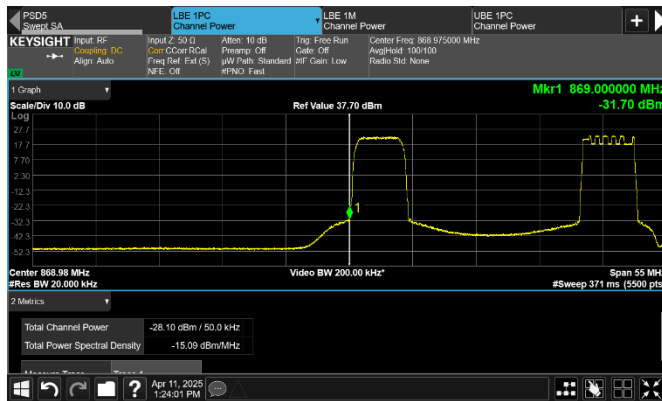 PSD5
Swept SA
LBE 1PC
Channel Power
LBE 1M
Channel Power
UBE 1PC
Channel Power
+
KEYSIGHT
Input: RF
Coupling: DC
Align: Auto
Input Z: 50 Ω
Corr CCorr RCal
Freq Ref: Ext (S)
NFE: Off
Atten: 10 dB
Preamp: Off
µW Path: Standard
#PNO: Fast
Trig: Free Run
Gate: Off
#IF Gain: Low
Center Freq: 868.975000 MHz
Avg|Hold: 100/100
Radio Std: None
1 Graph
Scale/Div 10.0 dB
Ref Value 37.70 dBm
Mkr1 869.000000 MHz
-31.70 dBm
Log
27.7
17.7
7.70
-2.30
-12.3
-22.3
-32.3
-42.3
-52.3
1
Center 868.98 MHz
#Res BW 20.000 kHz
Video BW 200.00 kHz*
Span 55 MHz
#Sweep 371 ms (5500 pts)
2 Metrics
Total Channel Power
-28.10 dBm / 50.0 kHz
Total Power Spectral Density
-15.09 dBm/MHz
?
Apr 11, 2025
1:24:01 PM